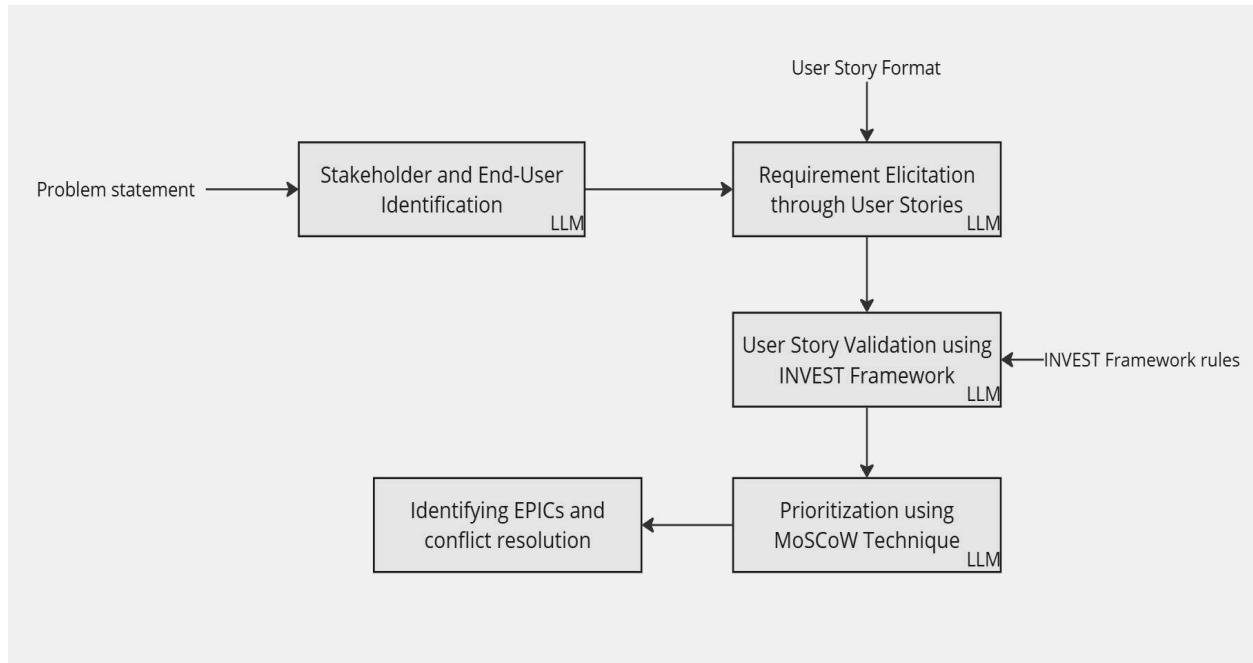 User Story Format
Problem statement
Stakeholder and End-User
Identification
LLM
Requirement Elicitation
through User Stories
LLM
User Story Validation using
INVEST Framework
LLM
INVEST Framework rules
Identifying EPICs and
conflict resolution
Prioritization using
MoSCoW Technique
LLM